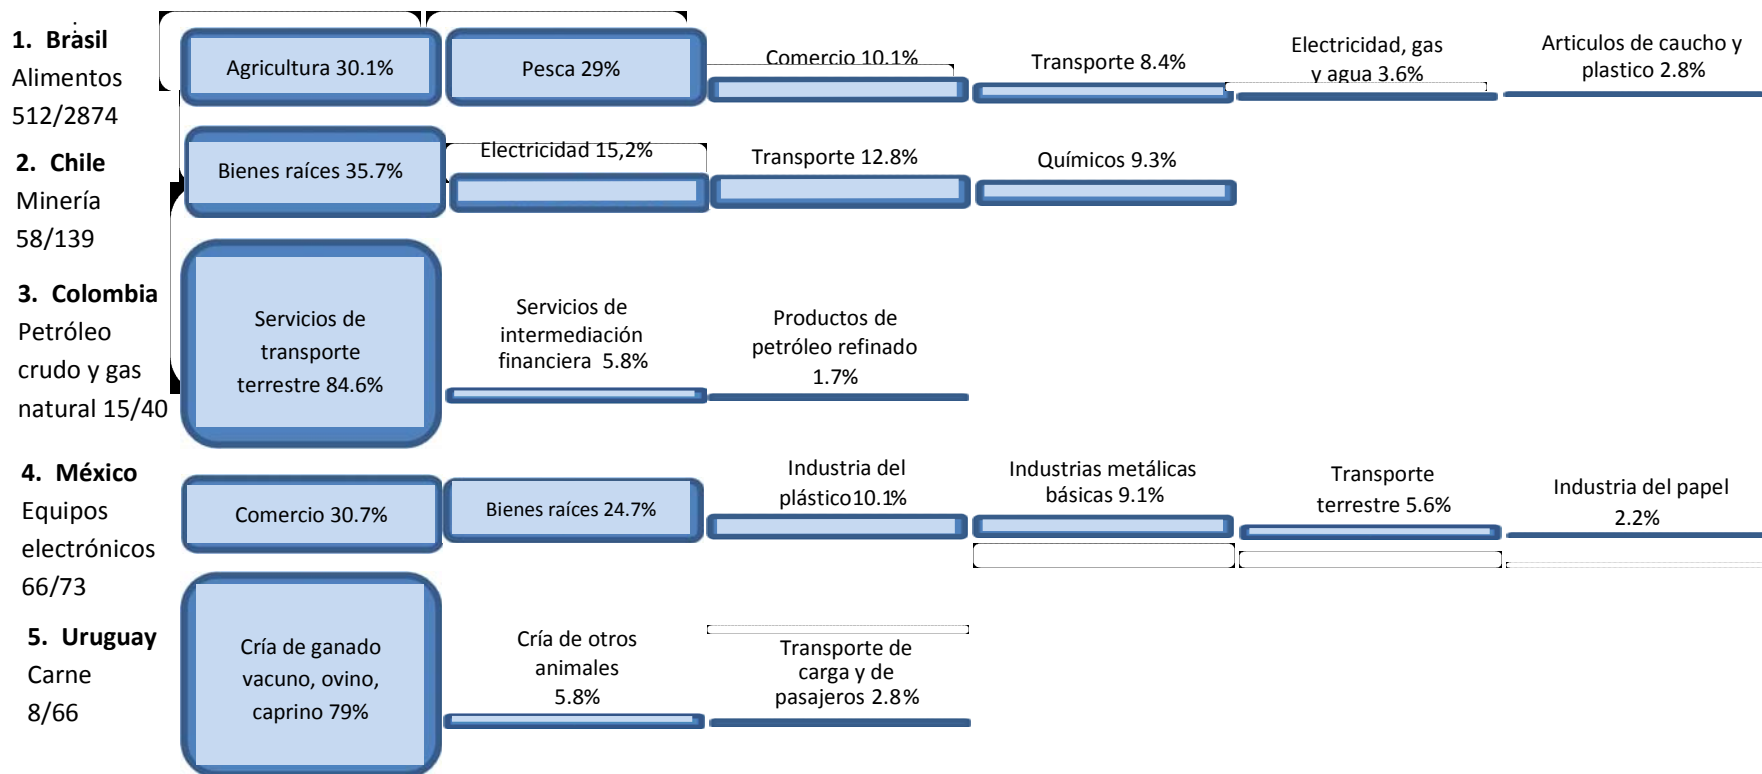 1. Brasil
Alimentos
512/2874
Agricultura 30.1%
Pesca 29%
Comercio 10.1%
Transporte 8.4%
Electricidad, gas
y agua 3.6%
Articulos de caucho y
plastico 2.8%
2. Chile
Minería
58/139
Bienes raíces 35.7%
Electricidad 15,2%
Transporte 12.8%
Químicos 9.3%
3. Colombia
Petróleo
crudo y gas
natural 15/40
Servicios de
transporte
terrestre 84.6%
Servicios de
intermediación
financiera 5.8%
Productos de
petróleo refinado
1.7%
4. México
Equipos
electrónicos
66/73
Comercio 30.7%
Bienes raíces 24.7%
Industria del
plástico 10.1%
Industrias metálicas
básicas 9.1%
Transporte
terrestre 5.6%
Industria del papel
2.2%
5. Uruguay
Carne
8/66
Cría de ganado
vacuno, ovino,
caprino 79%
Cría de otros
animales
5.8%
Transporte de
carga y de
pasajeros 2.8%